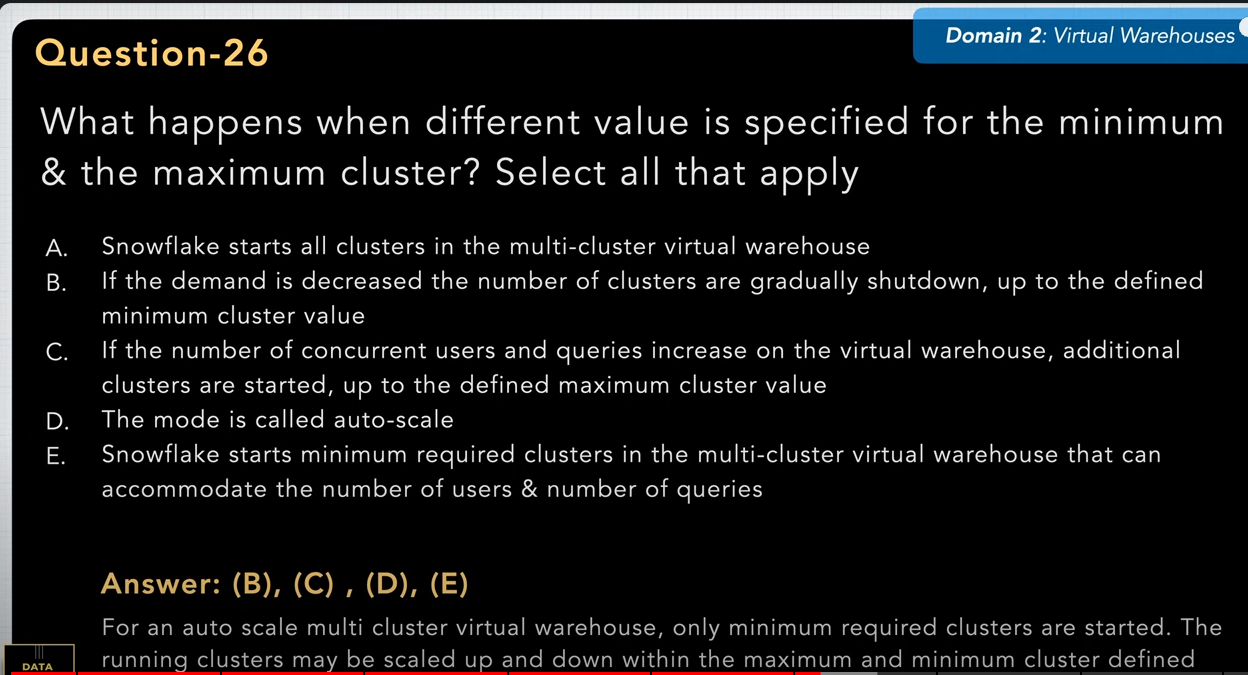 Domain 2: Virtual Warehouses
Question-26
What happens when different value is specified for the minimum
& the maximum cluster? Select all that apply
A. Snowflake starts all clusters in the multi-cluster virtual warehouse
B. If the demand is decreased the number of clusters are gradually shutdown, up to the defined
minimum cluster value
C. If the number of concurrent users and queries increase on the virtual warehouse, additional
clusters are started, up to the defined maximum cluster value
D. The mode is called auto-scale
E. Snowflake starts minimum required clusters in the multi-cluster virtual warehouse that can
accommodate the number of users & number of queries
Answer: (B), (C) , (D), (E)
For an auto scale multi cluster virtual warehouse, only minimum required clusters are started. The
running clusters may be scaled up and down within the maximum and minimum cluster defined
DATA